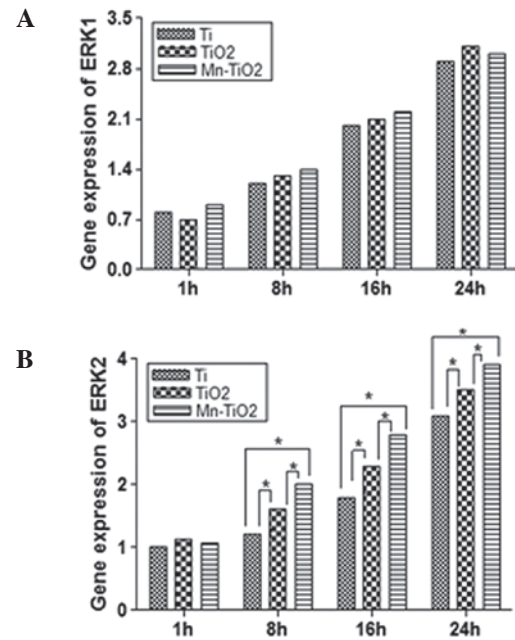 A
Gene expression of ERK1
3.5
2.8
2.1
1.4
0.7
0.0
Ti
TiO2
Mn-TiO2
1h 8h 16h 24h
B
Gene expression of ERK2
4
3
2
1
0
Ti
TiO2
Mn-TiO2
* * *
* * *
* * *
1h 8h 16h 24h